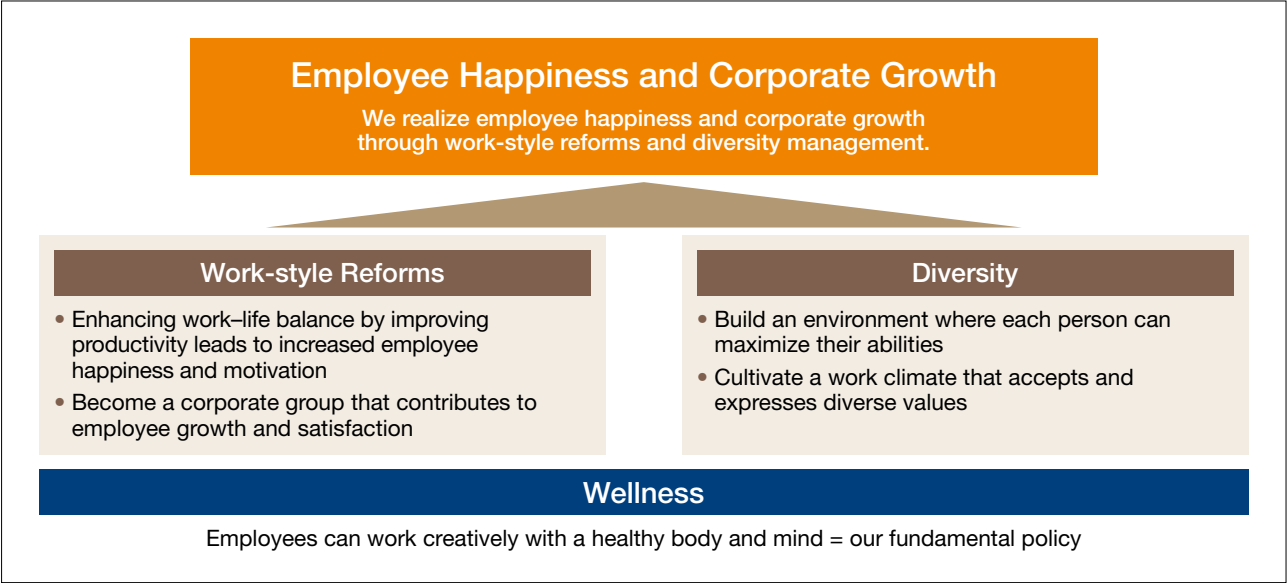 Employee Happiness and Corporate Growth
We realize employee happiness and corporate growth
through work-style reforms and diversity management.
Work-style Reforms
• Enhancing work–life balance by improving
productivity leads to increased employee
happiness and motivation
• Become a corporate group that contributes to
employee growth and satisfaction
Diversity
• Build an environment where each person can
maximize their abilities
• Cultivate a work climate that accepts and
expresses diverse values
Wellness
Employees can work creatively with a healthy body and mind = our fundamental policy